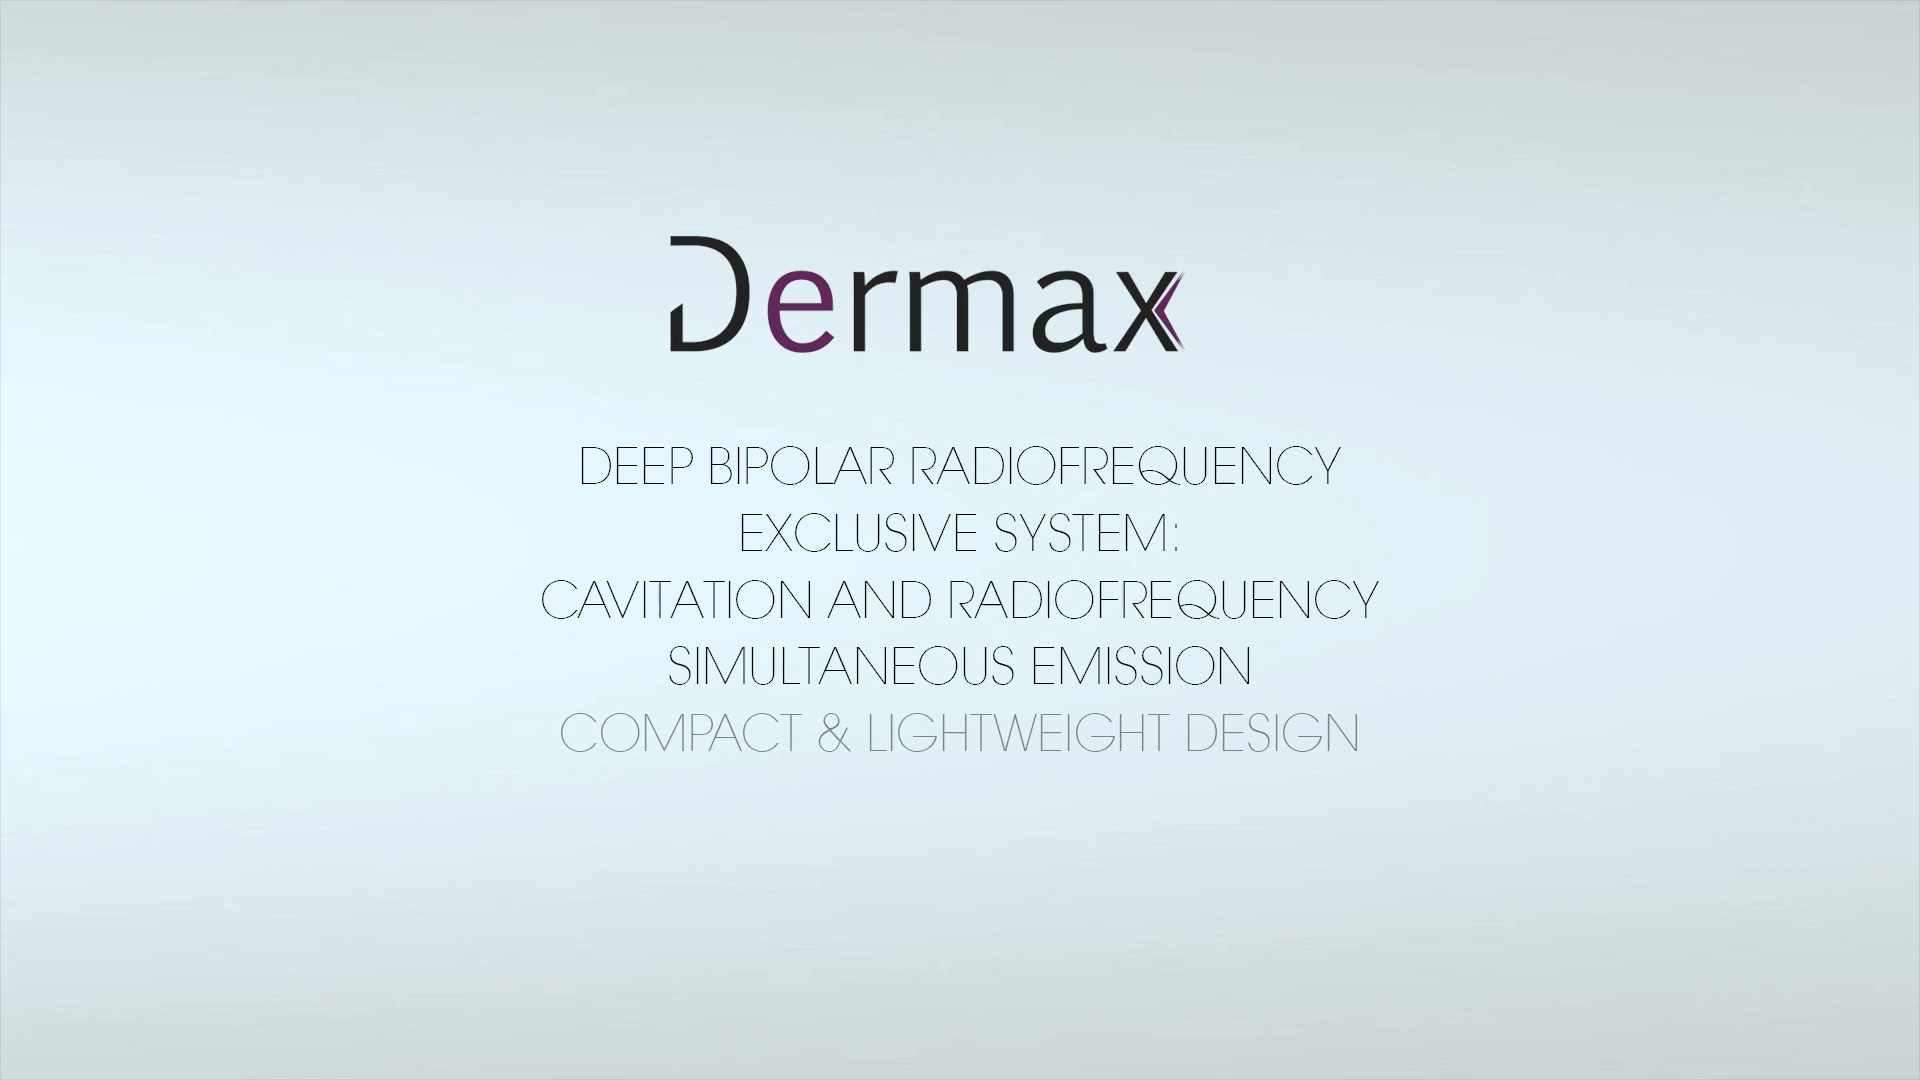 Dermax
DEEP BIPOLAR RADIOFREQUENCY
EXCLUSIVE SYSTEM:
CAVITATION AND RADIOFREQUENCY
SIMULTANEOUS EMISSION
COMPACT & LIGHTWEIGHT DESIGN